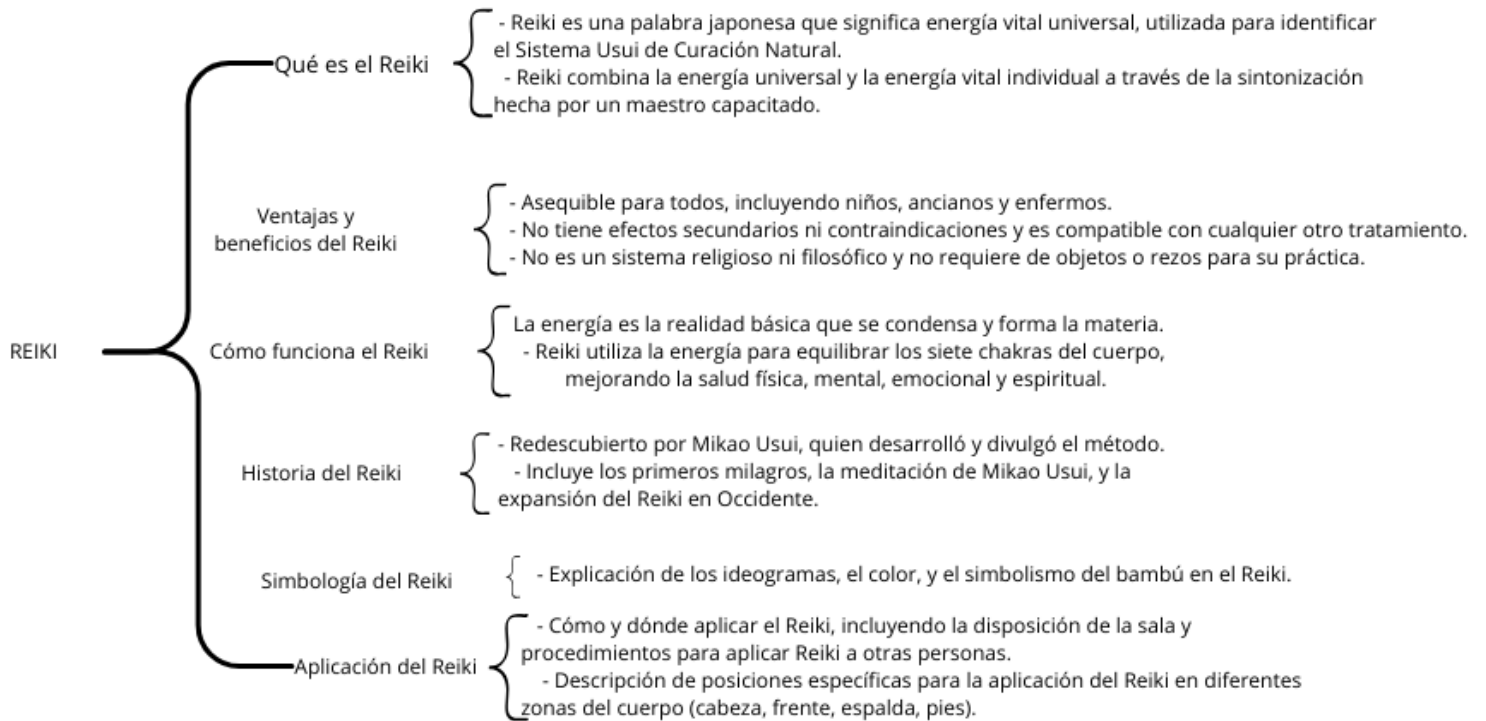 REIKI
Qué es el Reiki
- Reiki es una palabra japonesa que significa energía vital universal, utilizada para identificar
el Sistema Usui de Curación Natural.
- Reiki combina la energía universal y la energía vital individual a través de la sintonización
hecha por un maestro capacitado.
Ventajas y
beneficios del Reiki
- Asequible para todos, incluyendo niños, ancianos y enfermos.
- No tiene efectos secundarios ni contraindicaciones y es compatible con cualquier otro tratamiento.
- No es un sistema religioso ni filosófico y no requiere de objetos o rezos para su práctica.
Cómo funciona el Reiki
La energía es la realidad básica que se condensa y forma la materia.
- Reiki utiliza la energía para equilibrar los siete chakras del cuerpo,
mejorando la salud física, mental, emocional y espiritual.
Historia del Reiki
- Redescubierto por Mikao Usui, quien desarrolló y divulgó el método.
- Incluye los primeros milagros, la meditación de Mikao Usui, y la
expansión del Reiki en Occidente.
Simbología del Reiki
- Explicación de los ideogramas, el color, y el simbolismo del bambú en el Reiki.
Aplicación del Reiki
- Cómo y dónde aplicar el Reiki, incluyendo la disposición de la sala y
procedimientos para aplicar Reiki a otras personas.
- Descripción de posiciones específicas para la aplicación del Reiki en diferentes
zonas del cuerpo (cabeza, frente, espalda, pies).